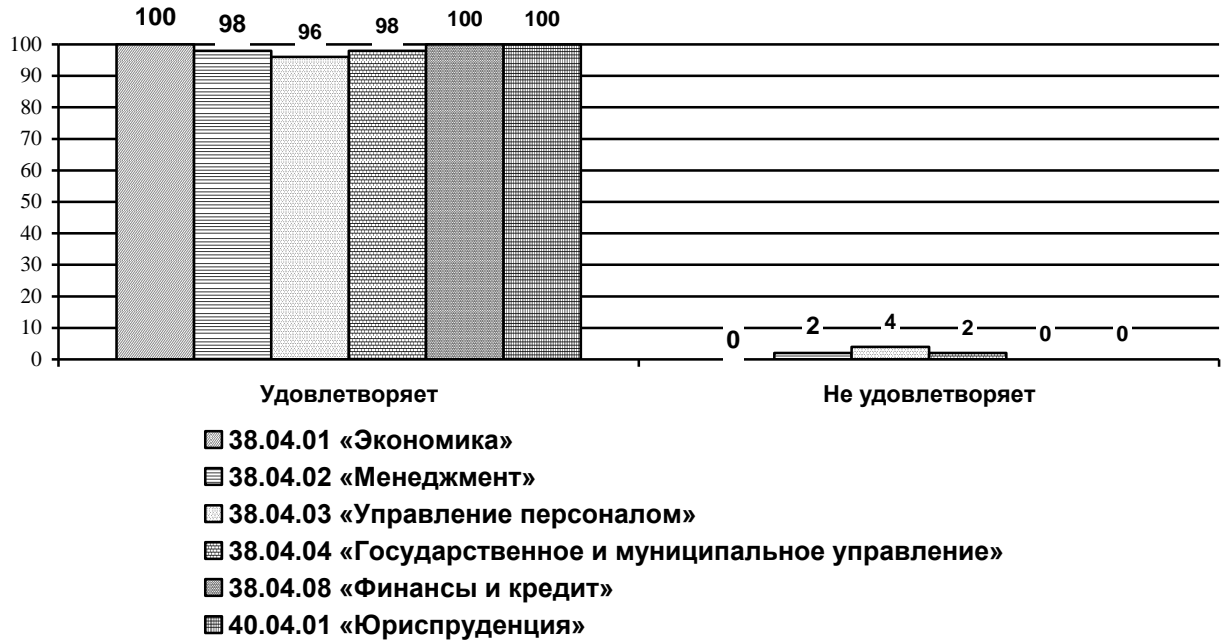 100 98 96 98 100 100
100
90
80
70
60
50
40
30
20
10
0
0 2 4 2 0 0
Удовлетворяет Не удовлетворяет
38.04.01 «Экономика»
38.04.02 «Менеджмент»
38.04.03 «Управление персоналом»
38.04.04 «Государственное и муниципальное управление»
38.04.08 «Финансы и кредит»
40.04.01 «Юриспруденция»